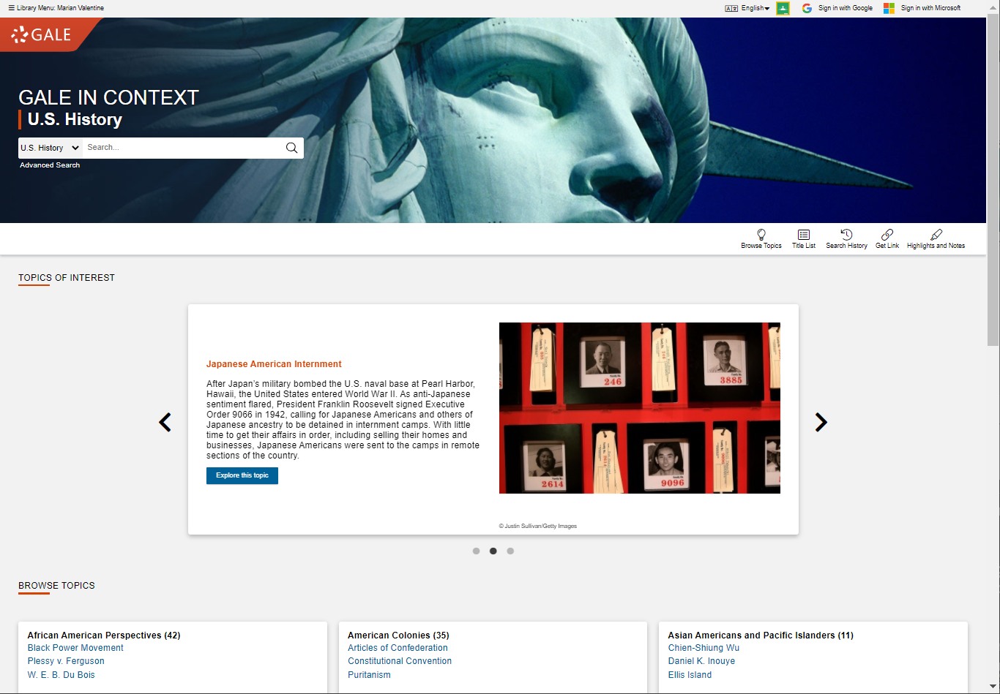 Library Menu: Marian Valentine
English
Sign in with Google
Sign in with Microsoft
GALE
GALE IN CONTEXT
U.S. History
U.S. History
Search...
Advanced Search
Browse Topics
Title List
Search History
Get Link
Highlights and Notes
TOPICS OF INTEREST
Japanese American Internment
After Japan's military bombed the U.S. naval base at Pearl Harbor,
Hawaii, the United States entered World War II. As anti-Japanese
sentiment flared, President Franklin Roosevelt signed Executive
Order 9066 in 1942, calling for Japanese Americans and others of
Japanese ancestry to be detained in internment camps. With little
time to get their affairs in order, including selling their homes and
businesses, Japanese Americans were sent to the camps in remote
sections of the country.
Explore this topic
246
3885
2614
9096
© Justin Sullivan/Getty Images
BROWSE TOPICS
African American Perspectives (42)
Black Power Movement
Plessy v. Ferguson
W. E. B. Du Bois
American Colonies (35)
Articles of Confederation
Constitutional Convention
Puritanism
Asian Americans and Pacific Islanders (11)
Chien-Shiung Wu
Daniel K. Inouye
Ellis Island